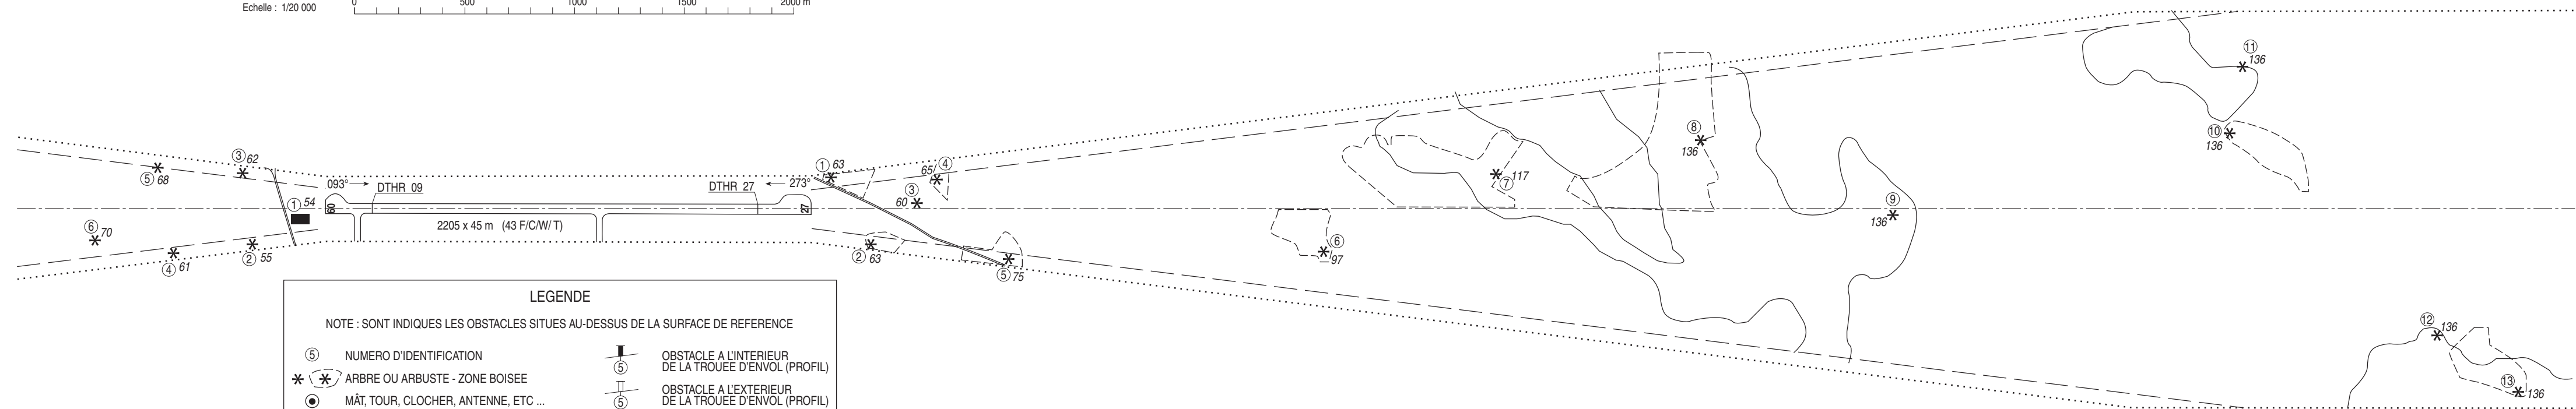 Echelle : 1/20 000
0 500 1000 1500 2000 m
⑪ 136
⑩ 136
⑧ 136
③ 62
⑤ 68
① 63
65 ④
③ 60
⑦ 117
093° DTHR 09
DTHR 27 273°
① 54
09
27
⑨ 136
⑥ 70
2205 x 45 m (43 F/C/W/ T)
② 55
④ 61
② 63
⑤ 75
⑥ 97
⑫ 136
⑬ 136
LEGENDE
NOTE : SONT INDIQUES LES OBSTACLES SITUES AU-DESSUS DE LA SURFACE DE REFERENCE
⑤ NUMERO D'IDENTIFICATION
ARBRE OU ARBUSTE - ZONE BOISEE
MÂT, TOUR, CLOCHER, ANTENNE, ETC ...
⑤ OBSTACLE A L'INTERIEUR
DE LA TROUEE D'ENVOL (PROFIL)
⑤ OBSTACLE A L'EXTERIEUR
DE LA TROUEE D'ENVOL (PROFIL)